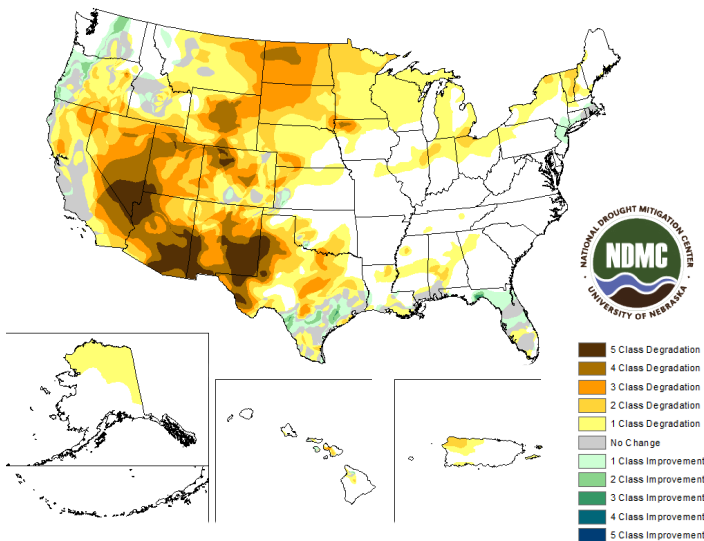 NATIONAL DROUGHT MITIGATION CENTER
NDMC
UNIVERSITY OF NEBRASKA
5 Class Degradation
4 Class Degradation
3 Class Degradation
2 Class Degradation
1 Class Degradation
No Change
1 Class Improvement
2 Class Improvement
3 Class Improvement
4 Class Improvement
5 Class Improvement